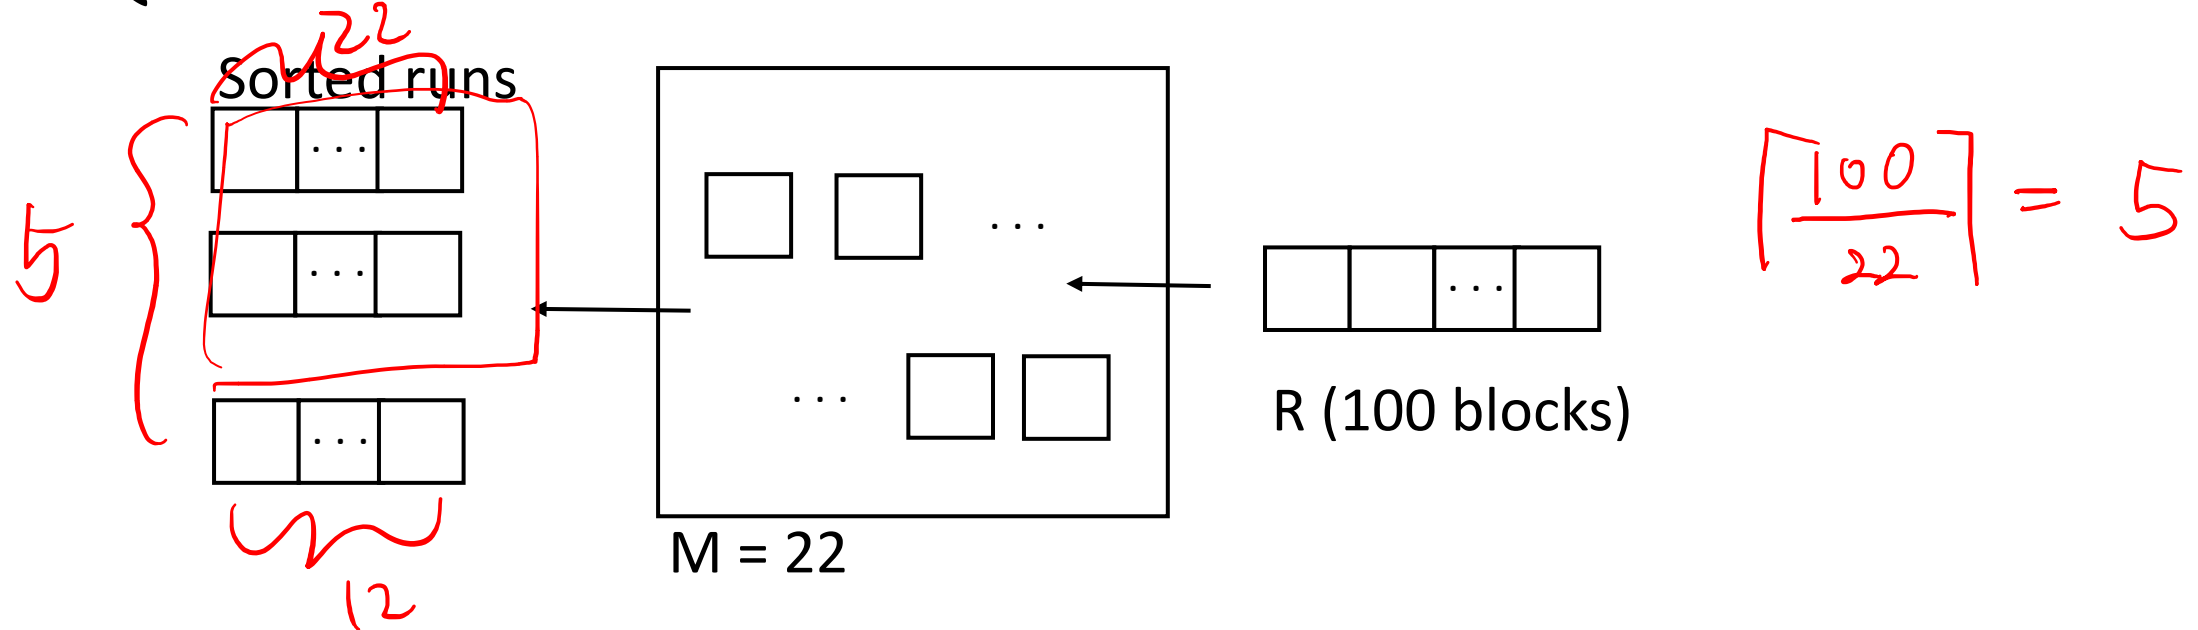 22
Sorted runs
5
. . .
. . .
. . .
12
. . .
. . .
M = 22
. . .
R (100 blocks)
⌈100/22⌉ = 5